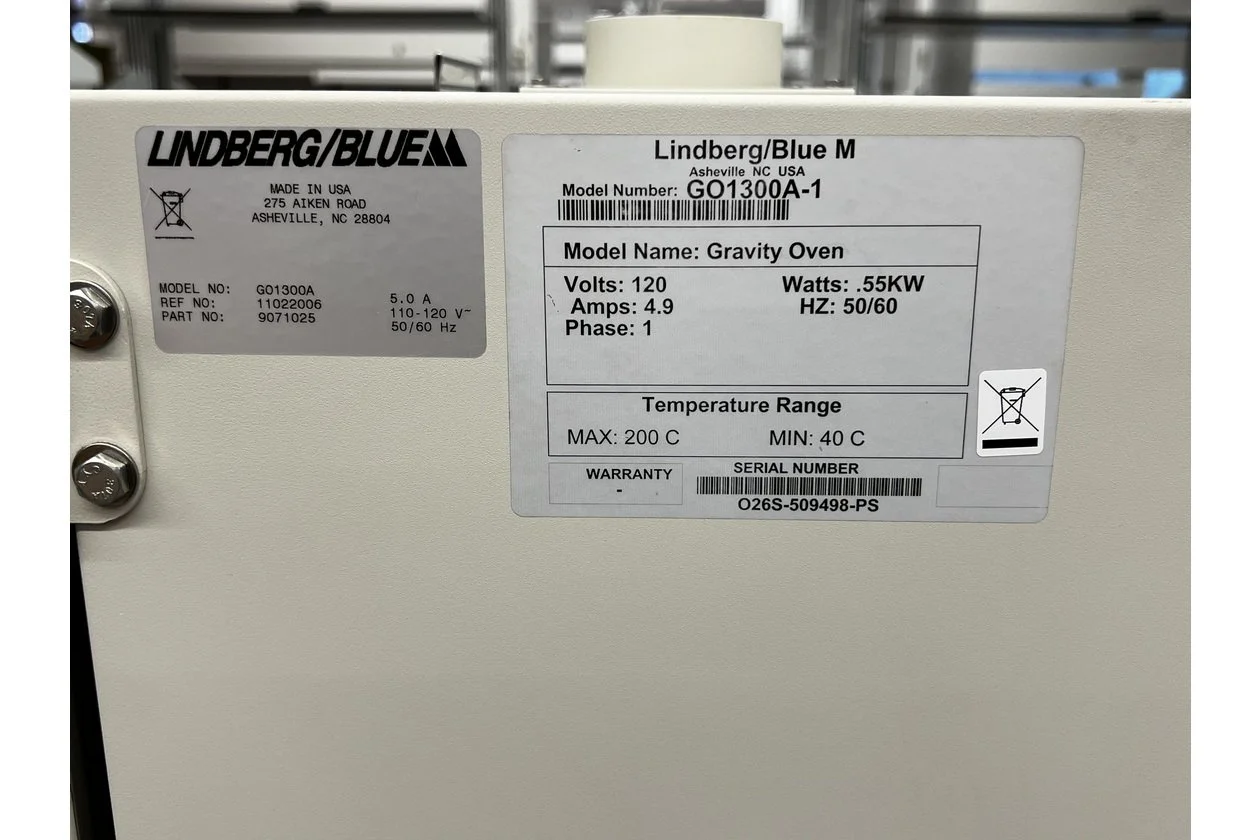 LINDBERG/BLUE M
MADE IN USA
275 AIKEN ROAD
ASHEVILLE, NC 28804
MODEL NO: GO1300A
REF NO: 11022006
PART NO: 9071025
5.0 A
110-120 V~
50/60 Hz
Lindberg/Blue M
Asheville NC USA
Model Number: GO1300A-1
Model Name: Gravity Oven
Volts: 120 Watts: .55KW
Amps: 4.9 HZ: 50/60
Phase: 1
Temperature Range
MAX: 200 C MIN: 40 C
WARRANTY
-
SERIAL NUMBER
O26S-509498-PS